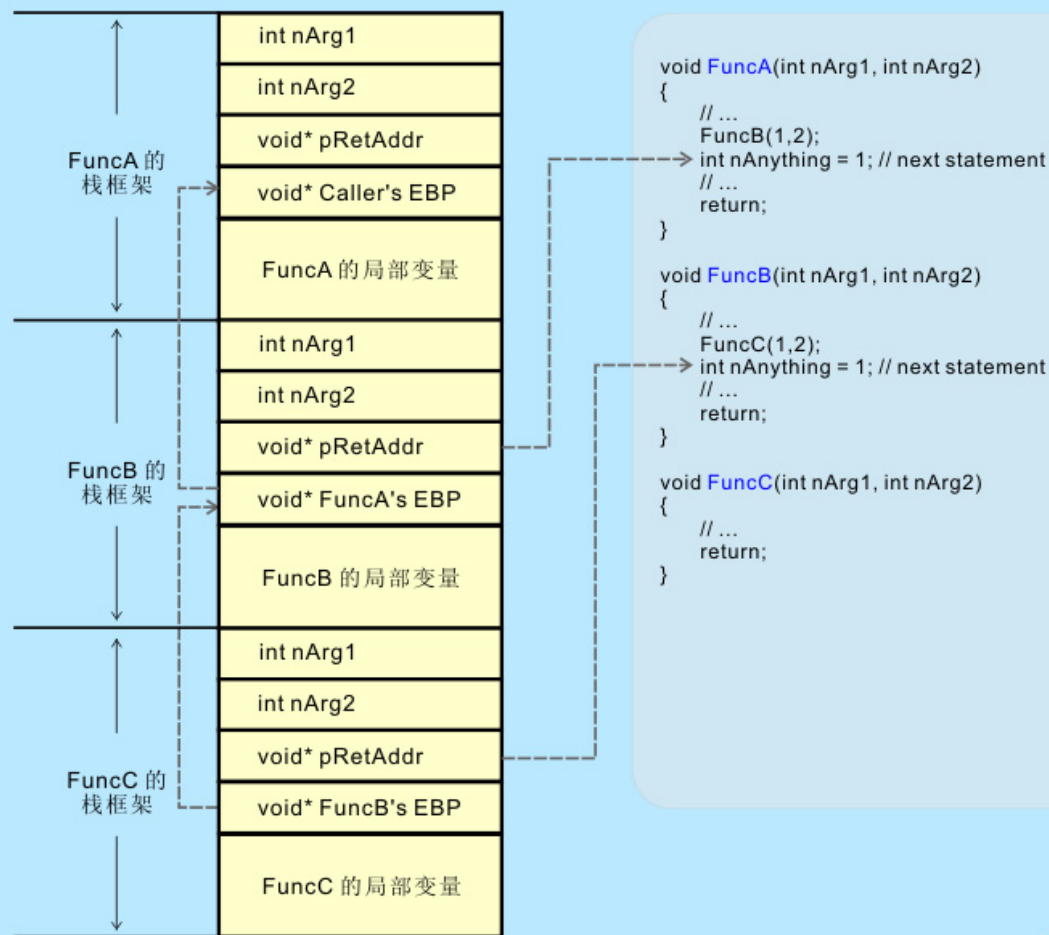 int nArg1
int nArg2
void* pRetAddr
void* Caller's EBP
FuncA 的局部变量
FuncA 的
栈框架
int nArg1
int nArg2
void* pRetAddr
void* FuncA's EBP
FuncB 的局部变量
FuncB 的
栈框架
int nArg1
int nArg2
void* pRetAddr
void* FuncB's EBP
FuncC 的局部变量
FuncC 的
栈框架
void FuncA(int nArg1, int nArg2)
{
// ...
FuncB(1,2);
int nAnything = 1; // next statement
// ...
return;
}
void FuncB(int nArg1, int nArg2)
{
// ...
FuncC(1,2);
int nAnything = 1; // next statement
// ...
return;
}
void FuncC(int nArg1, int nArg2)
{
// ...
return;
}